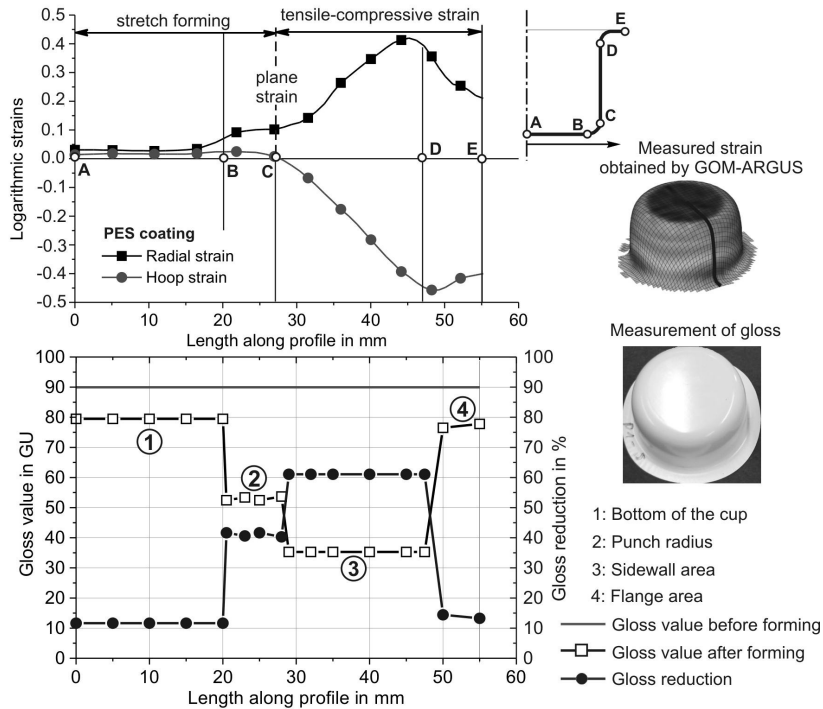 stretch forming
tensile-compressive strain
plane
strain
Logarithmic strains
0.5
0.4
0.3
0.2
0.1
0.0
-0.1
-0.2
-0.3
-0.4
-0.5
A
B
C
D
E
PES coating
Radial strain
Hoop strain
0 10 20 30 40 50 60
Length along profile in mm
E
D
C
B
A
Measured strain
obtained by GOM-ARGUS
Measurement of gloss
Gloss value in GU
100
90
80
70
60
50
40
30
20
10
0
1
2
3
4
100
90
80
70
60
50
40
30
20
10
0
Gloss reduction in %
0 10 20 30 40 50 60
Length along profile in mm
1: Bottom of the cup
2: Punch radius
3: Sidewall area
4: Flange area
Gloss value before forming
Gloss value after forming
Gloss reduction